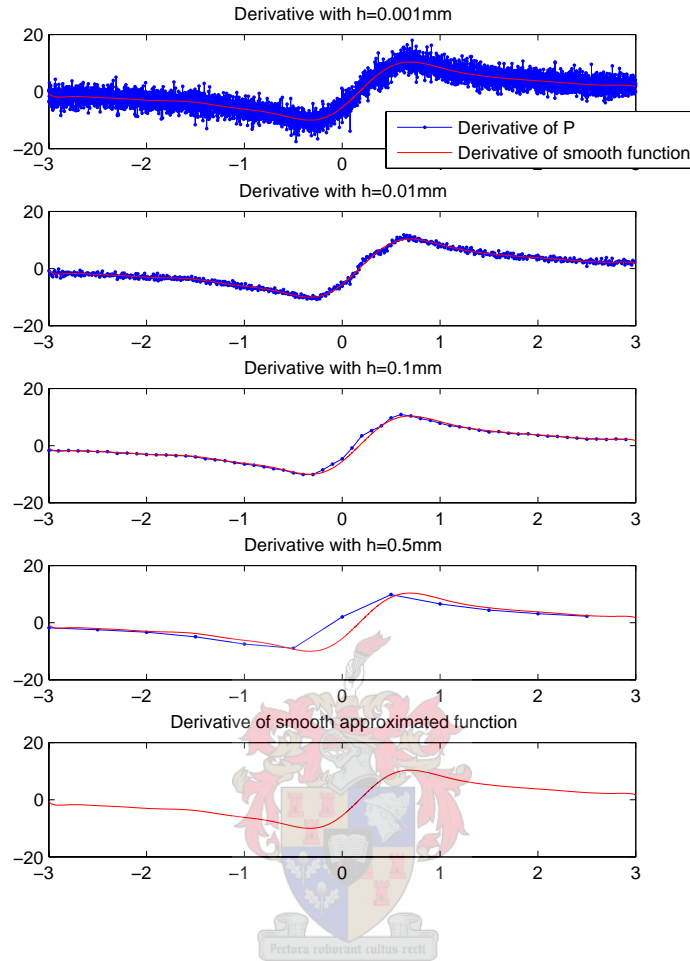 Derivative with h=0.001mm
20
0
−20
−3 −2 −1 0 1 2 3
Derivative of P
Derivative of smooth function
Derivative with h=0.01mm
20
0
−20
−3 −2 −1 0 1 2 3
Derivative with h=0.1mm
20
0
−20
−3 −2 −1 0 1 2 3
Derivative with h=0.5mm
20
0
−20
−3 −2 −1 0 1 2 3
Derivative of smooth approximated function
20
0
−20
−3 −2 −1 0 1 2 3
Pectora roborant cultus recti